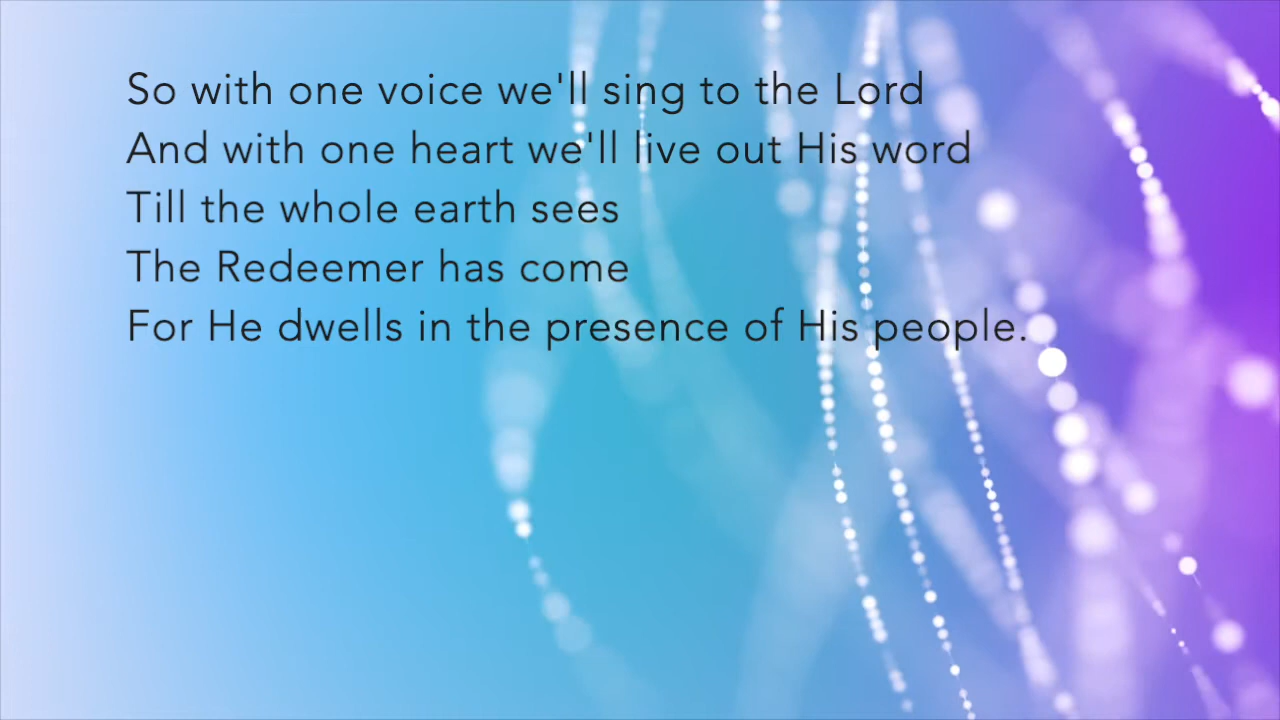 So with one voice we'll sing to the Lord
And with one heart we'll live out His word
Till the whole earth sees
The Redeemer has come
For He dwells in the presence of His people.